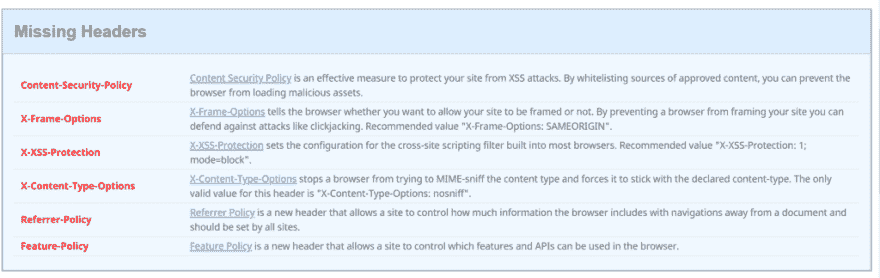 Missing Headers
Content-Security-Policy
Content Security Policy is an effective measure to protect your site from XSS attacks. By whitelisting sources of approved content, you can prevent the
browser from loading malicious assets.
X-Frame-Options
X-Frame-Options tells the browser whether you want to allow your site to be framed or not. By preventing a browser from framing your site you can
defend against attacks like clickjacking. Recommended value "X-Frame-Options: SAMEORIGIN".
X-XSS-Protection
X-XSS-Protection sets the configuration for the cross-site scripting filter built into most browsers. Recommended value "X-XSS-Protection: 1;
mode=block".
X-Content-Type-Options
X-Content-Type-Options stops a browser from trying to MIME-sniff the content type and forces it to stick with the declared content-type. The only
valid value for this header is "X-Content-Type-Options: nosniff".
Referrer-Policy
Referrer Policy is a new header that allows a site to control how much information the browser includes with navigations away from a document and
should be set by all sites.
Feature-Policy
Feature Policy is a new header that allows a site to control which features and APIs can be used in the browser.